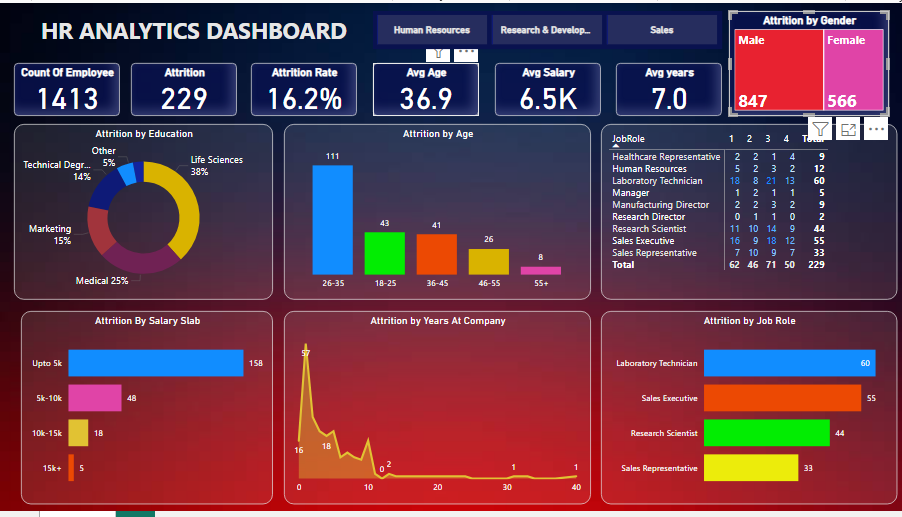 HR ANALYTICS DASHBOARD
Human Resources
Research & Develop...
Sales
Attrition by Gender
Male
Female
847
566
Count Of Employee
1413
Attrition
229
Attrition Rate
16.2%
Avg Age
36.9
Avg Salary
6.5K
Avg years
7.0
Attrition by Education
Other
5%
Technical Degr...
14%
Life Sciences
38%
Marketing
15%
Medical 25%
Attrition by Age
111
43
41
26
8
26-35
18-25
36-45
46-55
55+
JobRole 1 2 3 4
Healthcare Representative 2 2 1 4 9
Human Resources 5 2 3 2 12
Laboratory Technician 18 8 21 13 60
Manager 1 2 1 1 5
Manufacturing Director 2 2 3 2 9
Research Director 0 1 1 0 2
Research Scientist 11 10 14 9 44
Sales Executive 16 9 18 12 55
Sales Representative 7 10 9 7 33
Total 62 46 71 50 229
Attrition By Salary Slab
Upto 5k 158
5k-10k 48
10k-15k 18
15k+ 5
Attrition by Years At Company
57
16
18
0
2
1
1
0 10 20 30 40
Attrition by Job Role
Laboratory Technician 60
Sales Executive 55
Research Scientist 44
Sales Representative 33